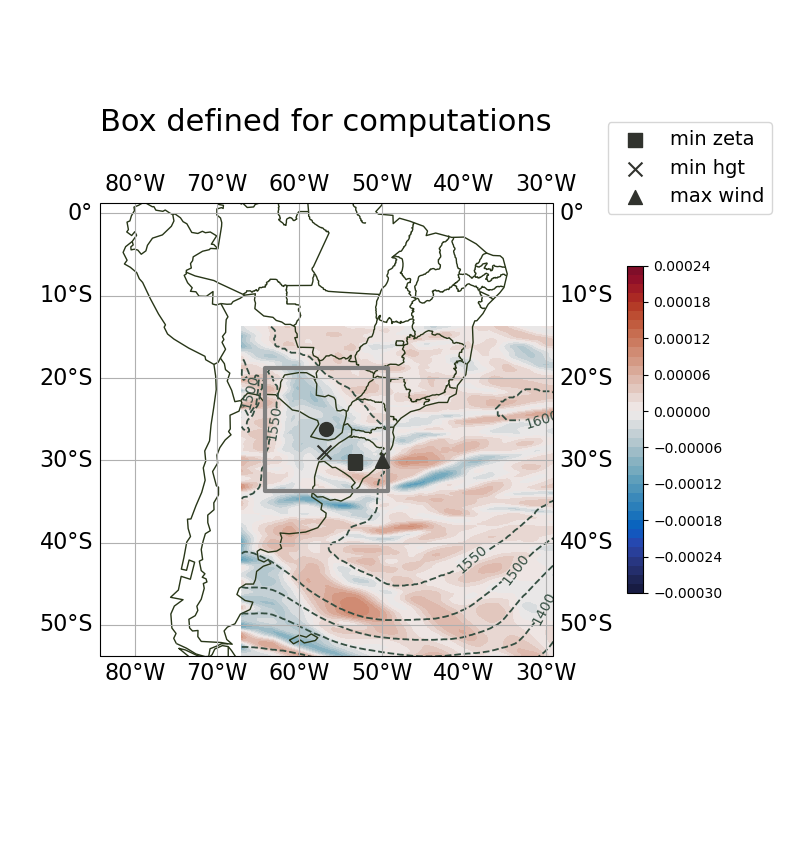 Box defined for computations
min zeta
min hgt
max wind
80°W 70°W 60°W 50°W 40°W 30°W
0° 0°
10°S 10°S
20°S 20°S
30°S 30°S
40°S 40°S
50°S 50°S
80°W 70°W 60°W 50°W 40°W 30°W
1500
1550
1600
1550
1500
1400
0.00024
0.00018
0.00012
0.00006
0.00000
−0.00006
−0.00012
−0.00018
−0.00024
−0.00030